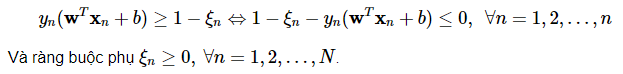 yₙ(𝐰ᵀ𝐱ₙ + b) ≥ 1 − ξₙ ⇔ 1 − ξₙ − yₙ(𝐰ᵀ𝐱ₙ + b) ≤ 0, ∀n = 1, 2, … , n
Và ràng buộc phụ ξₙ ≥ 0, ∀n = 1, 2, … , N.